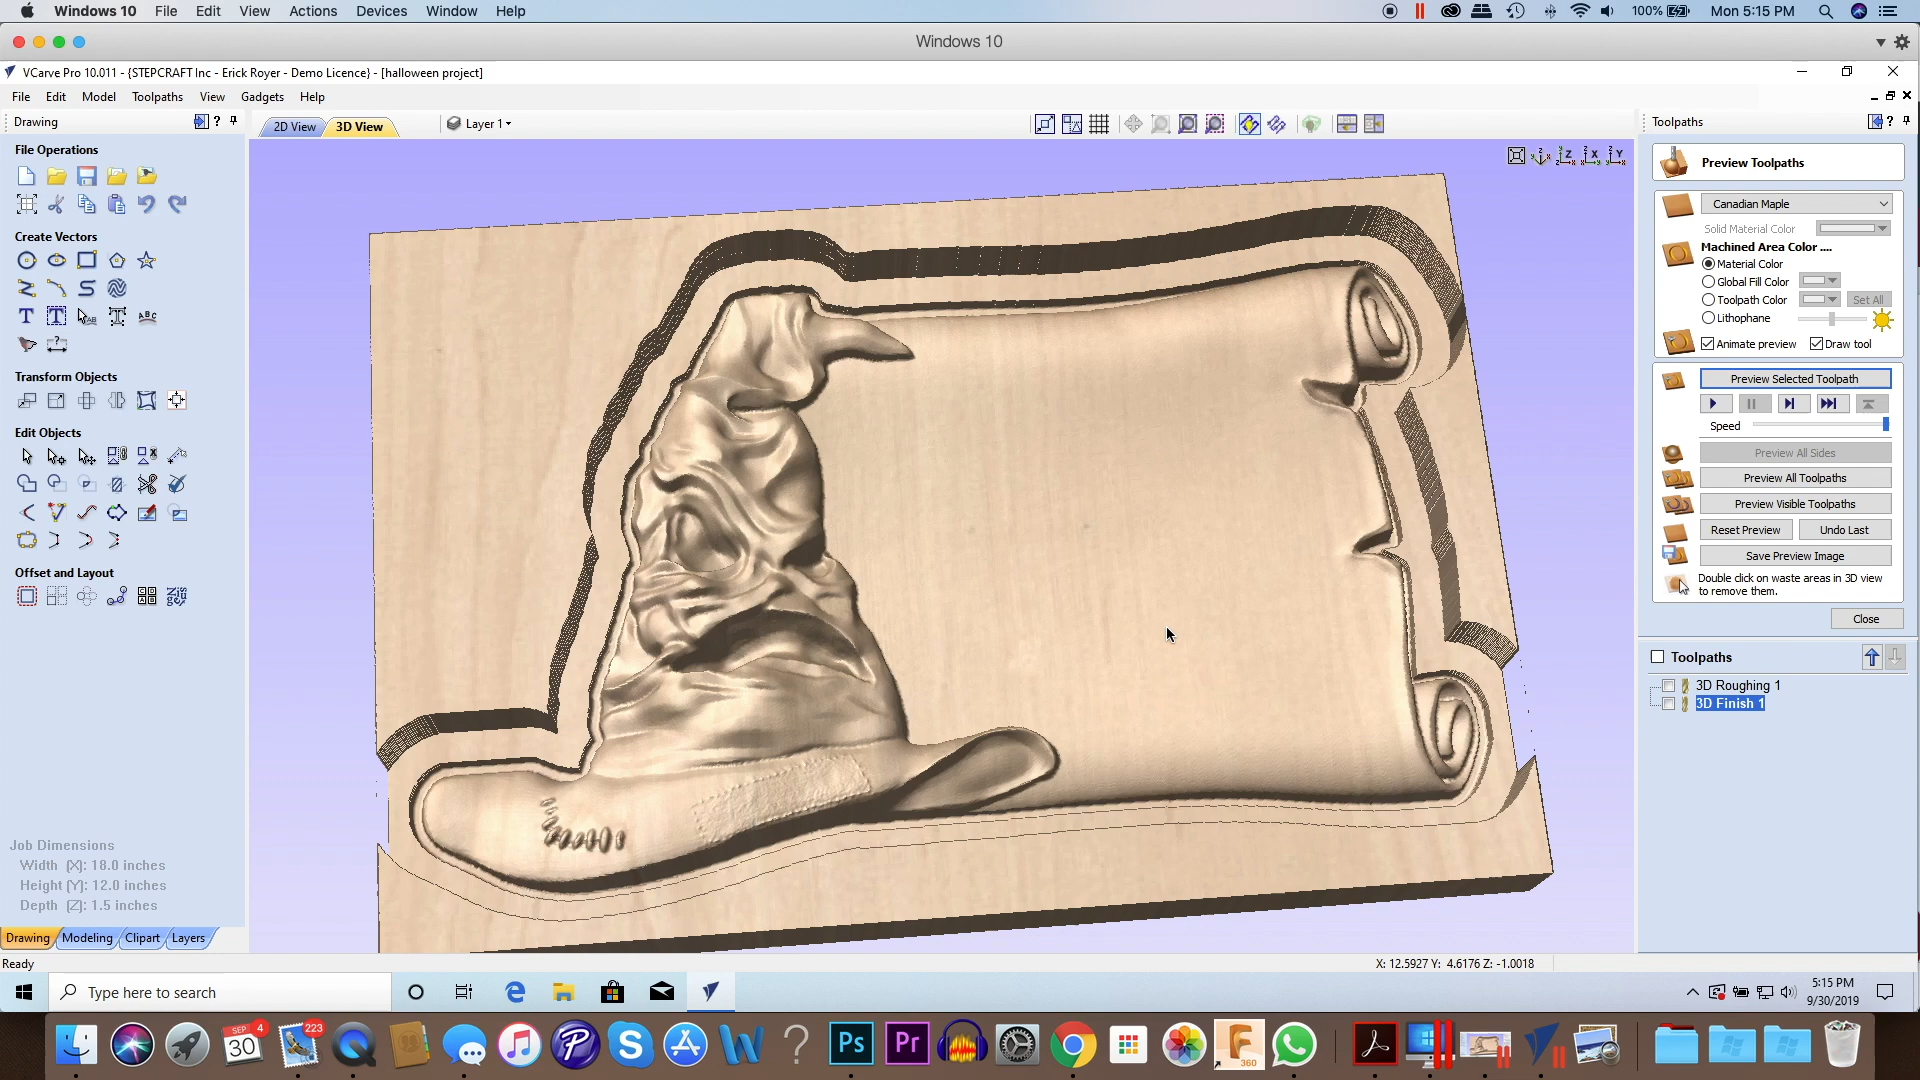 Windows 10 File Edit View Actions Devices Window Help 100% Mon 5:15 PM
Windows 10
VCarve Pro 10.011 - {STEPCRAFT Inc - Erick Royer - Demo Licence} - [halloween project]
File Edit Model Toolpaths View Gadgets Help
Drawing
2D View 3D View Layer 1
Toolpaths
File Operations
Create Vectors
Transform Objects
Edit Objects
Offset and Layout
Job Dimensions
Width (X): 18.0 inches
Height (Y): 12.0 inches
Depth (Z): 1.5 inches
Drawing Modeling Clipart Layers
Preview Toolpaths
Canadian Maple
Solid Material Color
Machined Area Color ....
Material Color
Global Fill Color
Toolpath Color Set All
Lithophane
Animate preview Draw tool
Preview Selected Toolpath
Speed
Preview All Sides
Preview All Toolpaths
Preview Visible Toolpaths
Reset Preview Undo Last
Save Preview Image
Double click on waste areas in 3D view
to remove them.
Close
Toolpaths
3D Roughing 1
3D Finish 1
Ready
X: 12.5927 Y: 4.6176 Z: -1.0018
Type here to search
5:15 PM
9/30/2019
SEP 4
30
223
Ps Pr
F
360